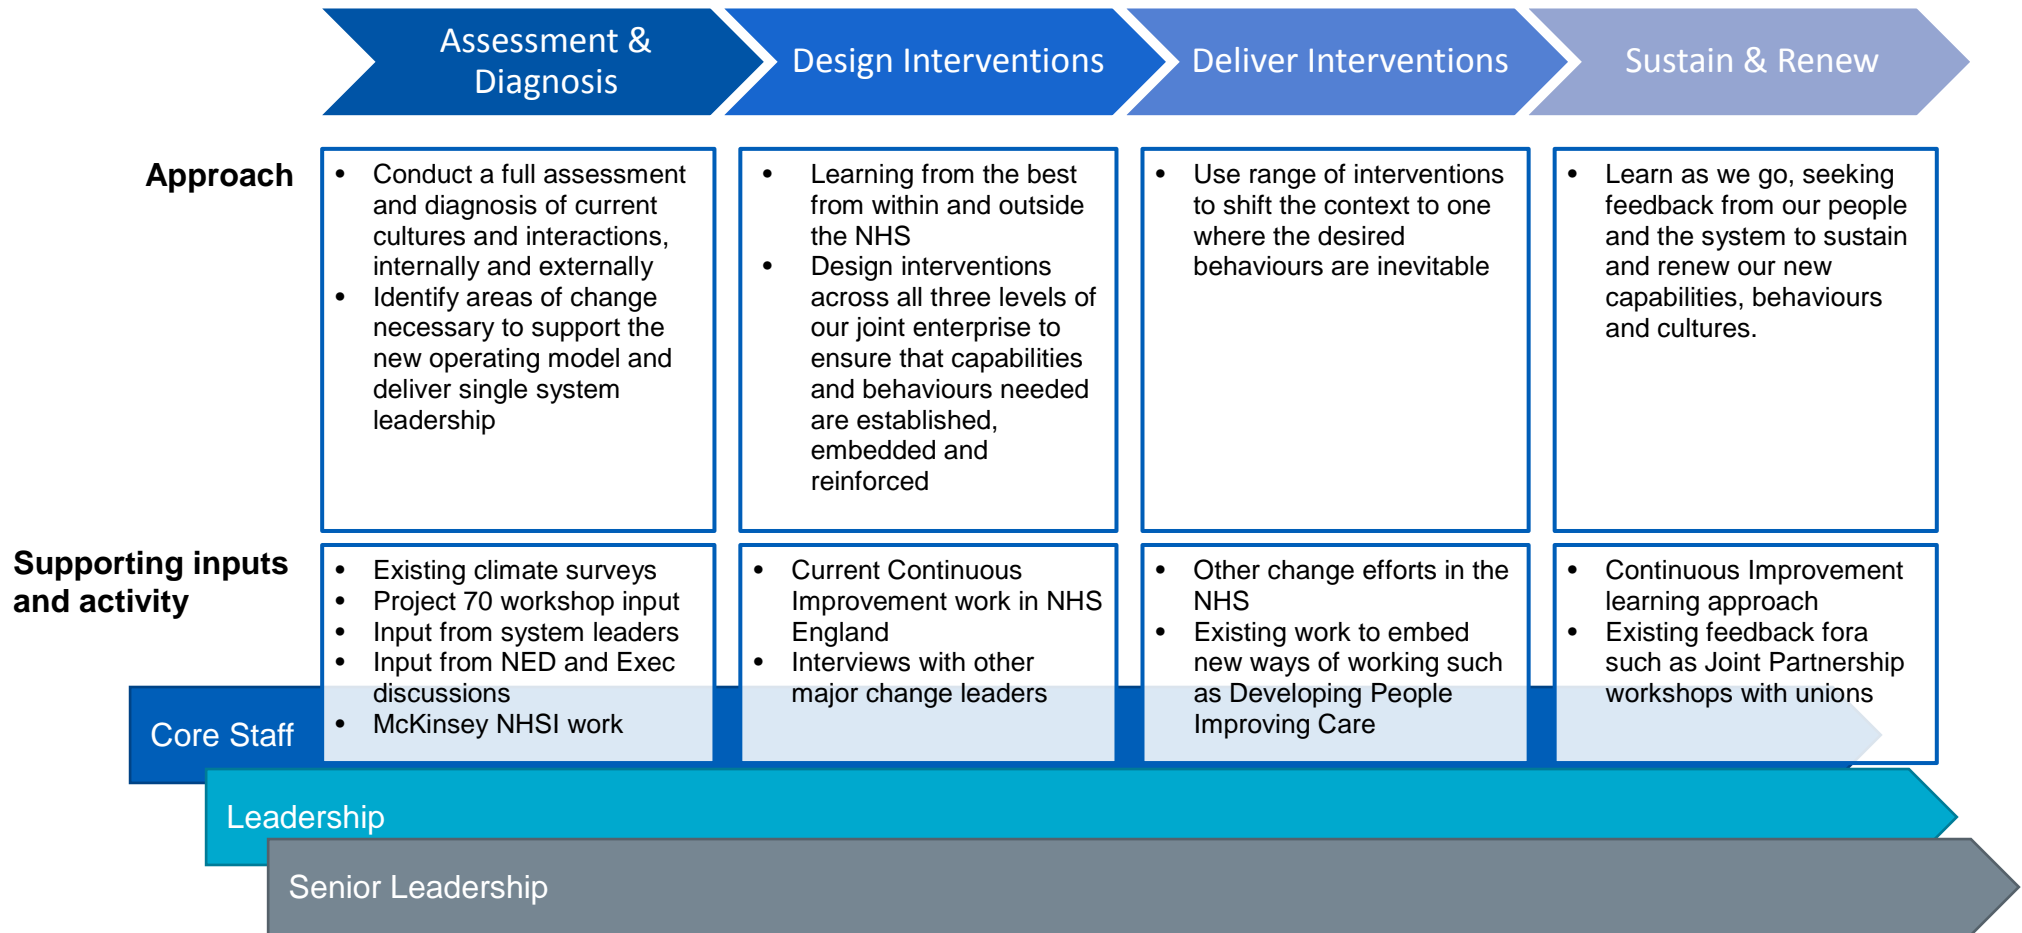 Assessment &
Diagnosis
Design Interventions
Deliver Interventions
Sustain & Renew
Approach
• Conduct a full assessment
and diagnosis of current
cultures and interactions,
internally and externally
• Identify areas of change
necessary to support the
new operating model and
deliver single system
leadership
• Learning from the best
from within and outside
the NHS
• Design interventions
across all three levels of
our joint enterprise to
ensure that capabilities
and behaviours needed
are established,
embedded and
reinforced
• Use range of interventions
to shift the context to one
where the desired
behaviours are inevitable
• Learn as we go, seeking
feedback from our people
and the system to sustain
and renew our new
capabilities, behaviours
and cultures.
Supporting inputs
and activity
• Existing climate surveys
• Project 70 workshop input
• Input from system leaders
• Input from NED and Exec
discussions
• McKinsey NHSI work
• Current Continuous
Improvement work in NHS
England
• Interviews with other
major change leaders
• Other change efforts in the
NHS
• Existing work to embed
new ways of working such
as Developing People
Improving Care
• Continuous Improvement
learning approach
• Existing feedback fora
such as Joint Partnership
workshops with unions
Core Staff
Leadership
Senior Leadership